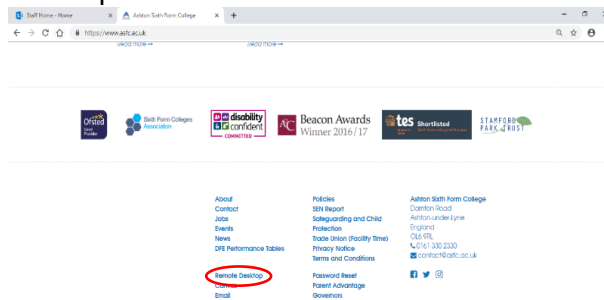 Staff Home - Home
Ashton Sixth Form College
https://www.asfc.ac.uk
Read more →
Read more →
Ofsted
Good
Provider
Sixth Form Colleges
Association
disability
confident
COMMITTED
AoC
Beacon Awards
Winner 2016/17
tes Shortlisted
STAMFORD
PARK TRUST
About
Contact
Jobs
Events
News
DFE Performance Tables
Policies
SEN Report
Safeguarding and Child
Protection
Trade Union (Facility Time)
Privacy Notice
Terms and Conditions
Ashton Sixth Form College
Darnton Road
Ashton-under-Lyne
England
OL6 9RL
0161 330 2330
contact@asfc.ac.uk
Remote Desktop
Canvas
Email
Password Reset
Parent Advantage
Governors